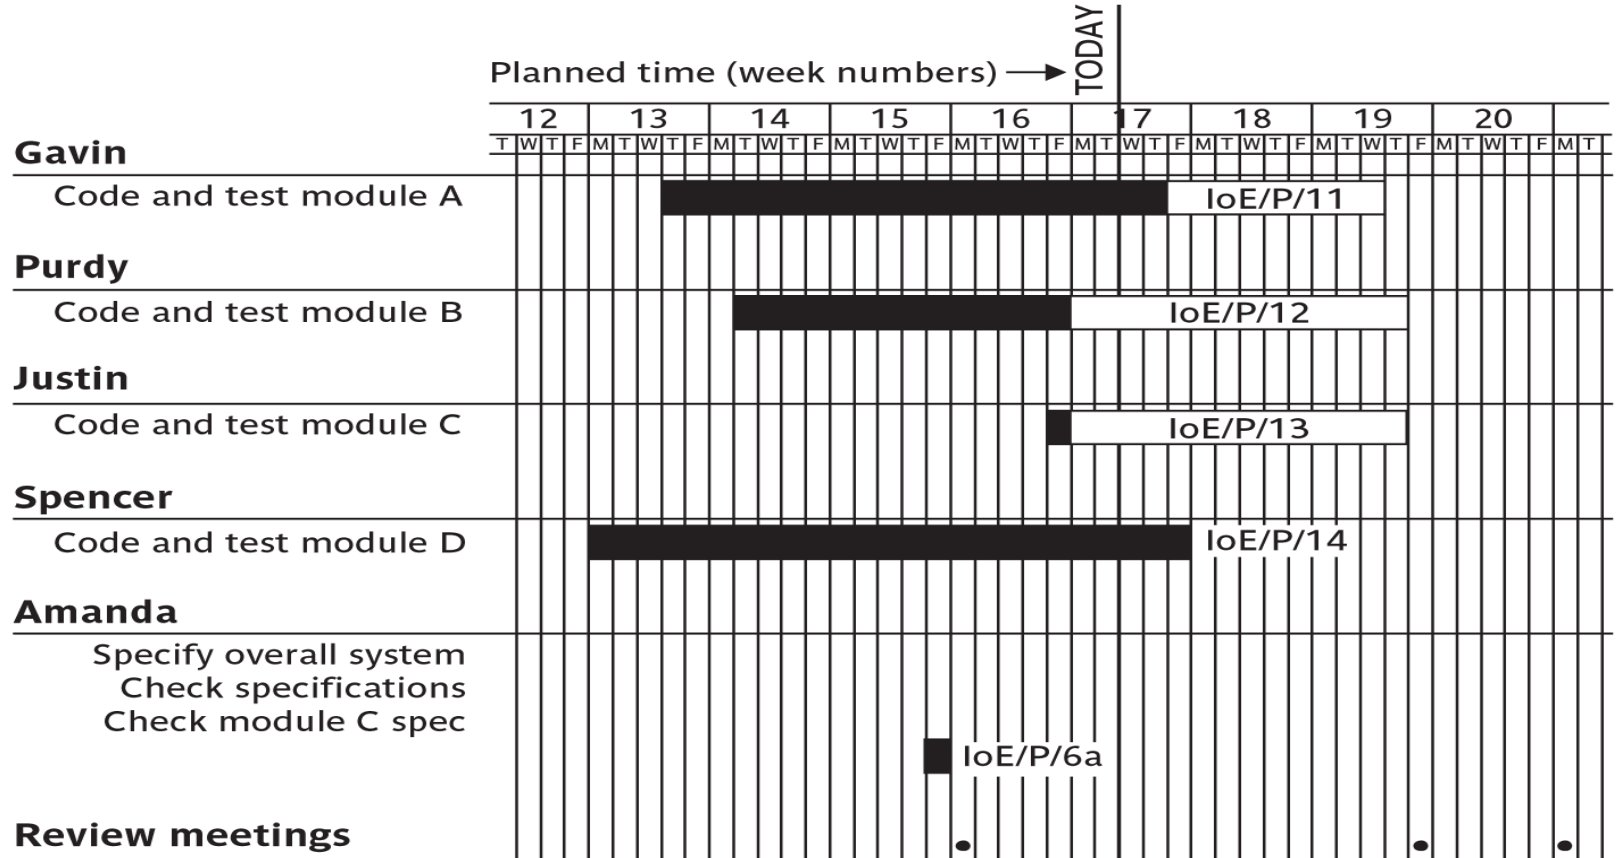 TODAY
Planned time (week numbers)
12 13 14 15 16 17 18 19 20
T W T F M T W T F M T W T F M T W T F M T W T F M T W T F M T W T F M T W T F M T W T F M T
Gavin
Code and test module A IoE/P/11
Purdy
Code and test module B IoE/P/12
Justin
Code and test module C IoE/P/13
Spencer
Code and test module D IoE/P/14
Amanda
Specify overall system
Check specifications
Check module C spec
IoE/P/6a
Review meetings